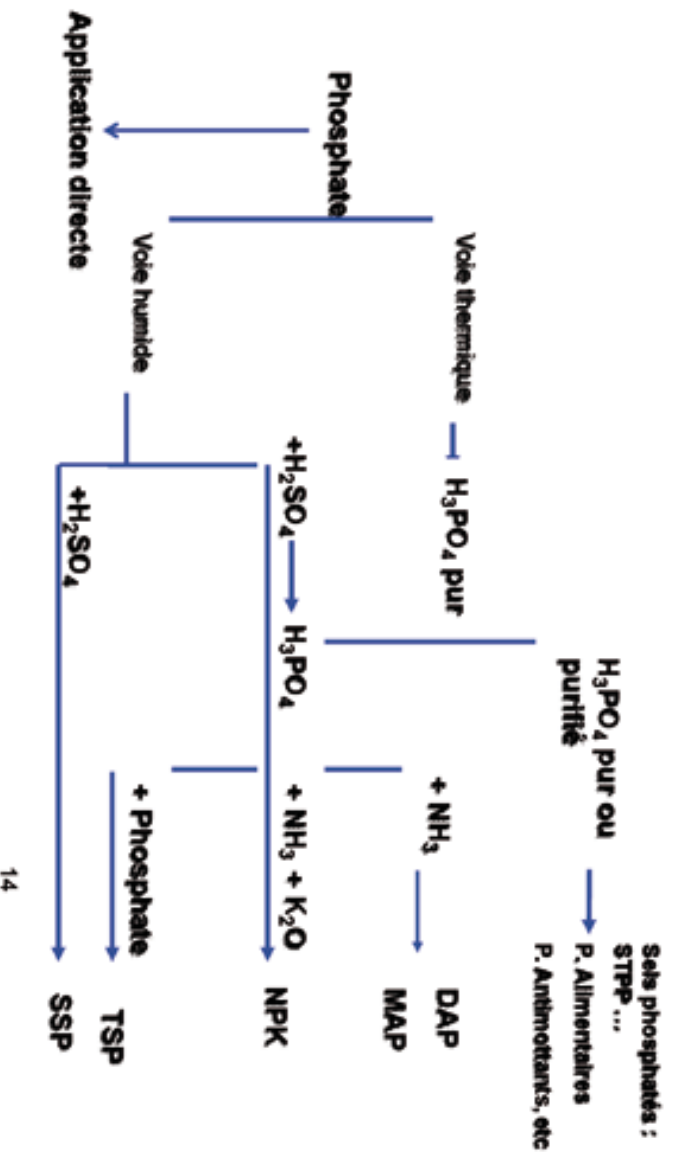 Sels phosphatés :
STPP ...
P. Alimentaires
P. Antimottants, etc
H₃PO₄ pur ou
purifié
Voie thermique
H₃PO₄ pur
+ NH₃
DAP
MAP
Phosphate
+H₂SO₄
H₃PO₄
+ NH₃ + K₂O
NPK
Voie humide
+ Phosphate
TSP
Application directe
+H₂SO₄
SSP
14